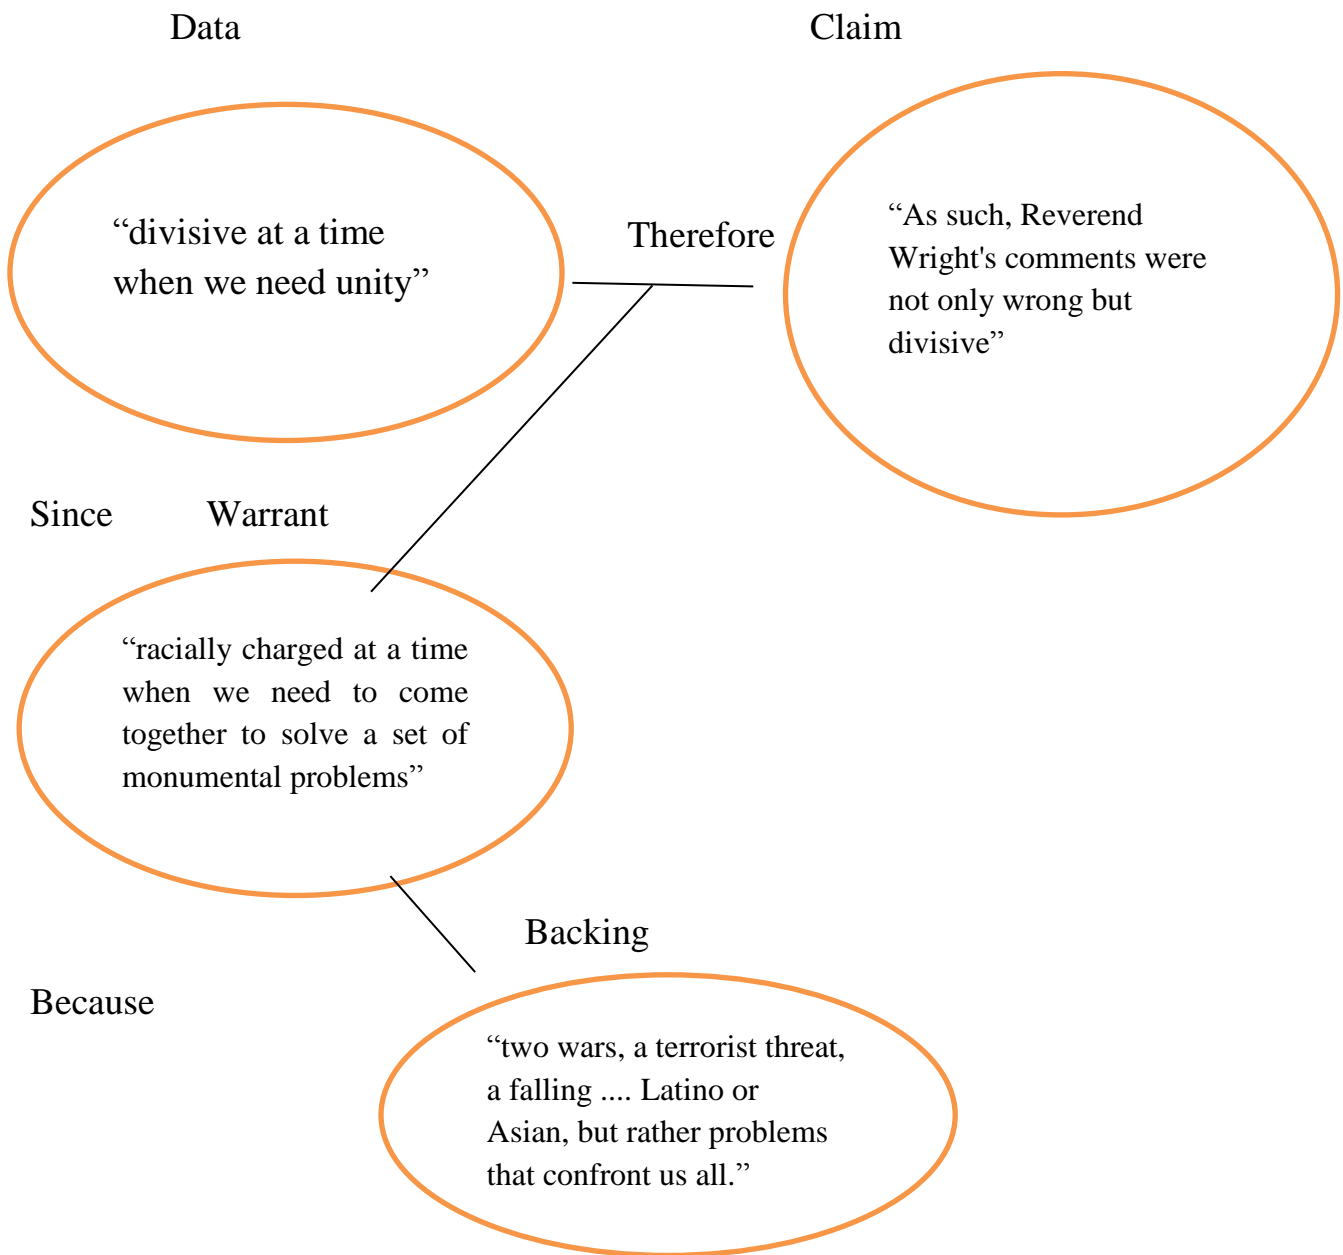 Data
Claim
“divisive at a time
when we need unity”
Therefore
“As such, Reverend
Wright's comments were
not only wrong but
divisive”
Since Warrant
“racially charged at a time
when we need to come
together to solve a set of
monumental problems”
Backing
Because
“two wars, a terrorist threat,
a falling .... Latino or
Asian, but rather problems
that confront us all.”